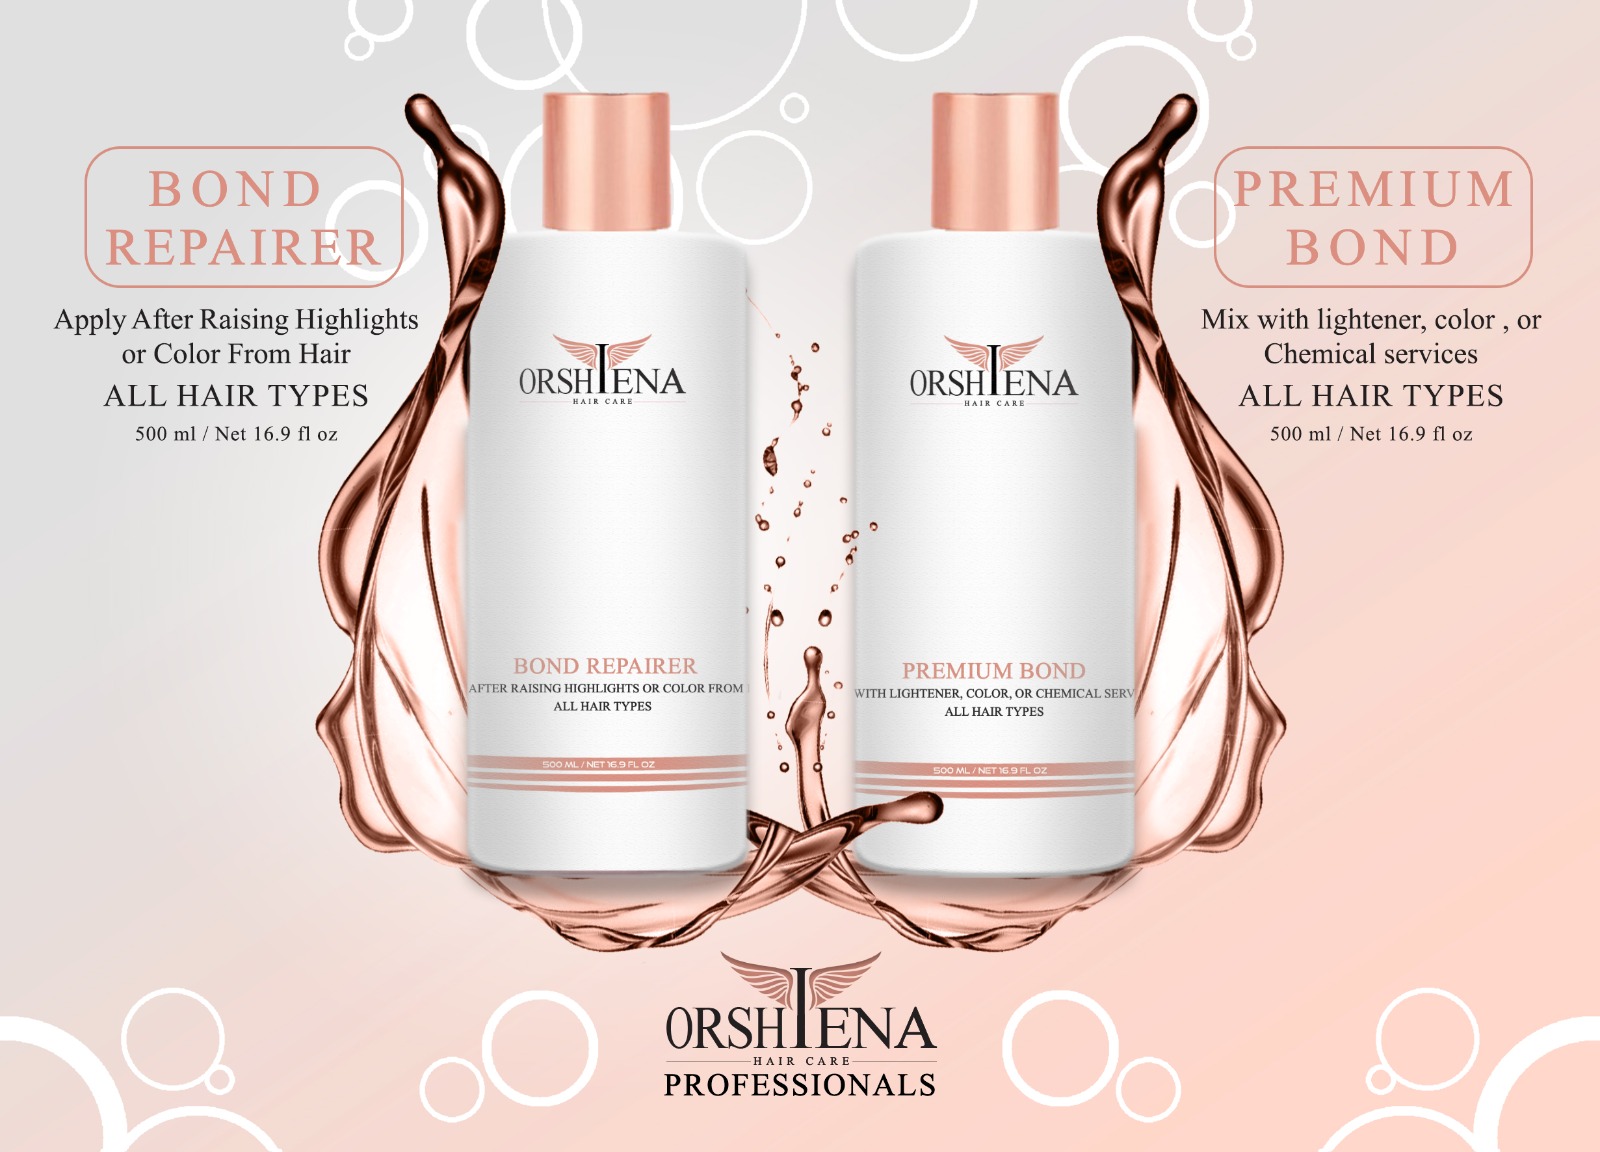 BOND
REPAIRER
Apply After Raising Highlights
or Color From Hair
ALL HAIR TYPES
500 ml / Net 16.9 fl oz
PREMIUM
BOND
Mix with lightener, color , or
Chemical services
ALL HAIR TYPES
500 ml / Net 16.9 fl oz
ORSHIENA
HAIR CARE
BOND REPAIRER
AFTER RAISING HIGHLIGHTS OR COLOR FROM
ALL HAIR TYPES
500 ML / NET 16.9 FL OZ
ORSHIENA
HAIR CARE
PREMIUM BOND
WITH LIGHTENER, COLOR, OR CHEMICAL SERV
ALL HAIR TYPES
500 ML / NET 16.9 FL OZ
ORSHIENA
HAIR CARE
PROFESSIONALS